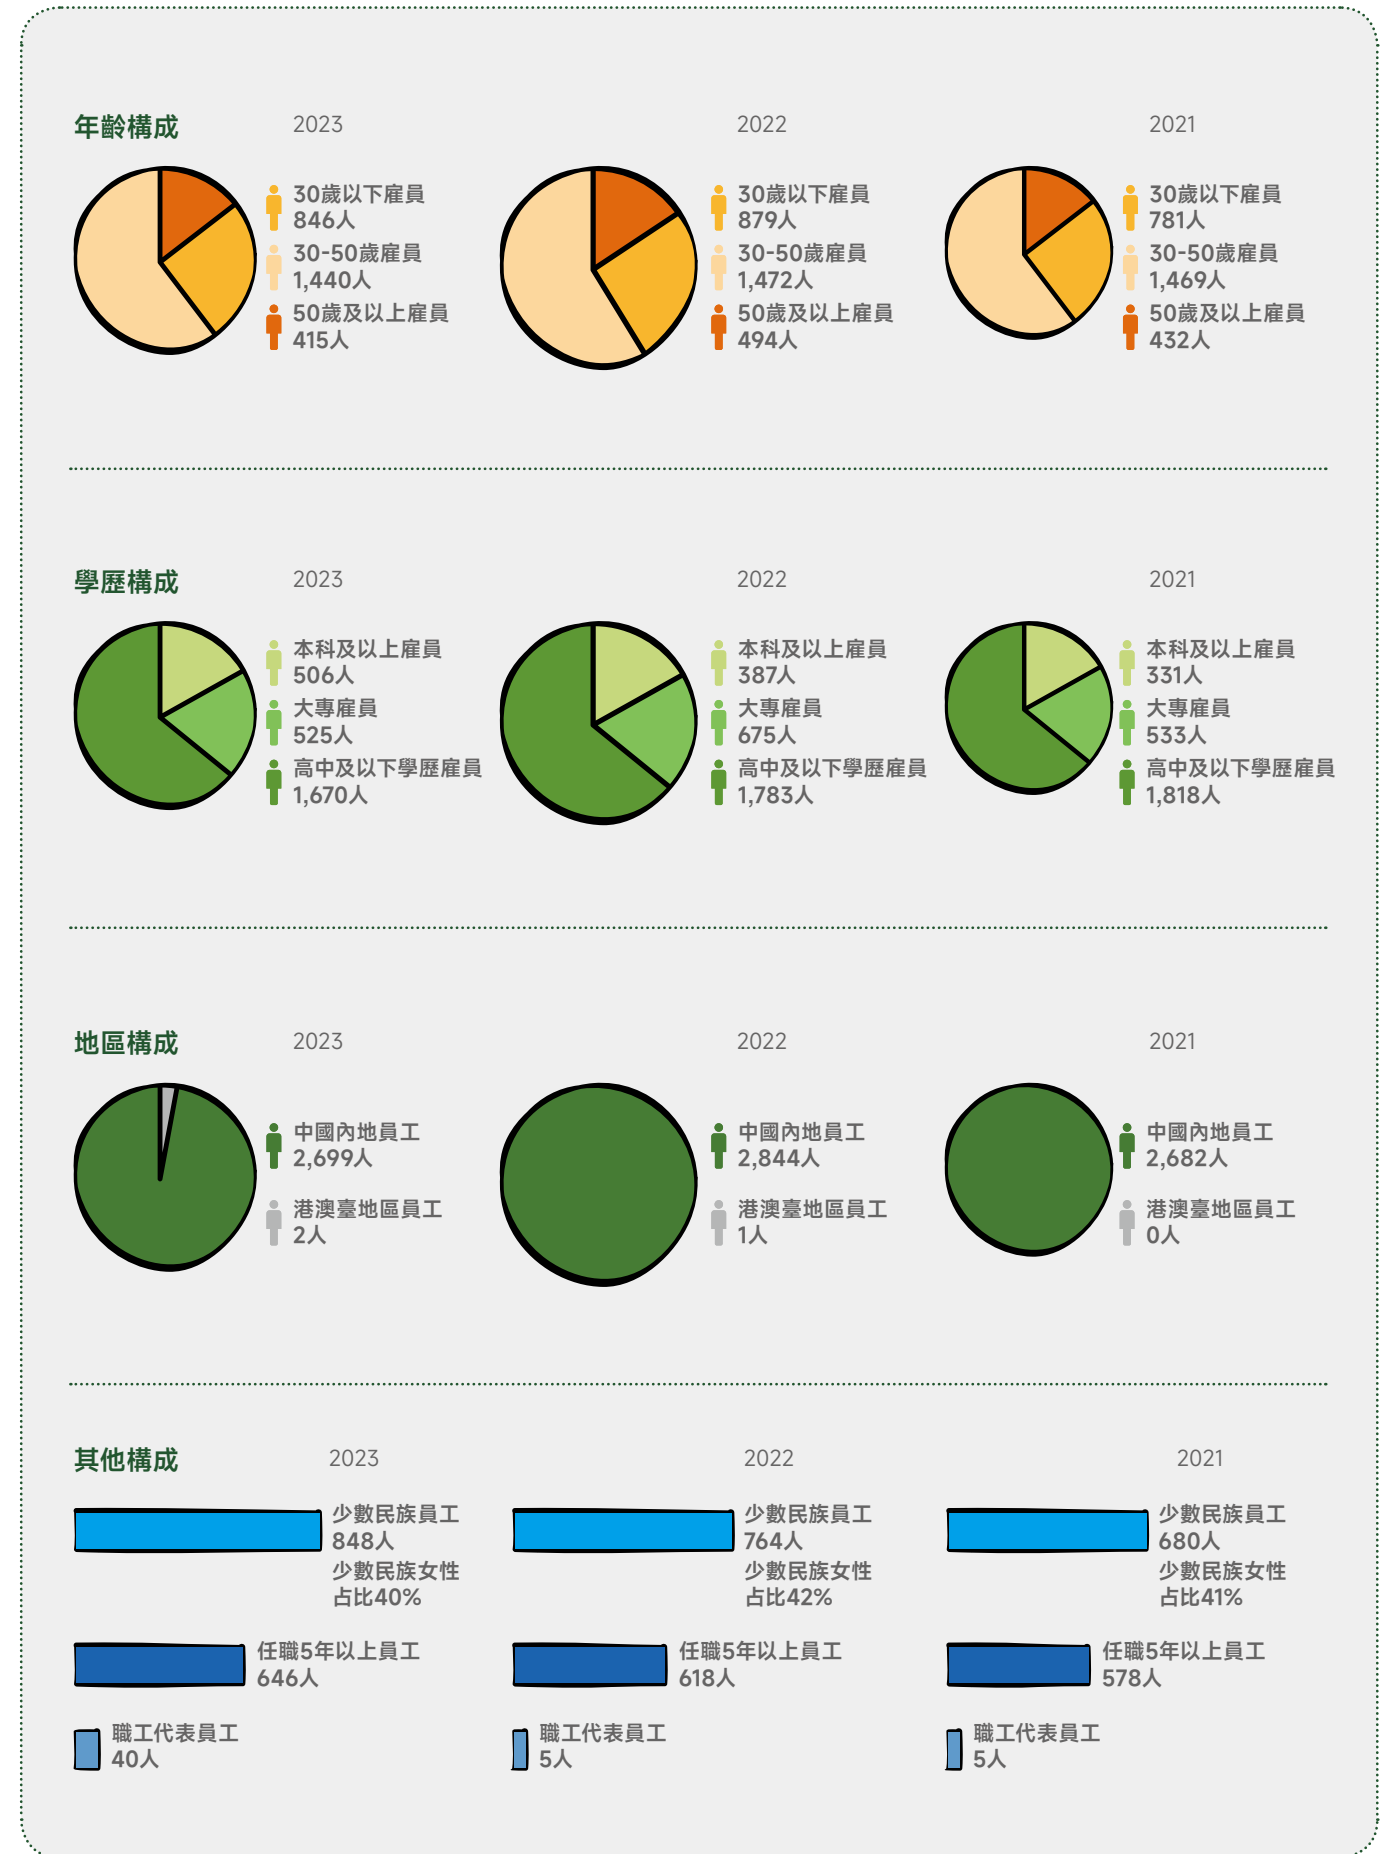 年齡構成
2023
2022
2021
30歲以下雇員
846人
30-50歲雇員
1,440人
50歲及以上雇員
415人
30歲以下雇員
879人
30-50歲雇員
1,472人
50歲及以上雇員
494人
30歲以下雇員
781人
30-50歲雇員
1,469人
50歲及以上雇員
432人
學歷構成
2023
2022
2021
本科及以上雇員
506人
大專雇員
525人
高中及以下學歷雇員
1,670人
本科及以上雇員
387人
大專雇員
675人
高中及以下學歷雇員
1,783人
本科及以上雇員
331人
大專雇員
533人
高中及以下學歷雇員
1,818人
地區構成
2023
2022
2021
中國內地員工
2,699人
港澳臺地區員工
2人
中國內地員工
2,844人
港澳臺地區員工
1人
中國內地員工
2,682人
港澳臺地區員工
0人
其他構成
2023
2022
2021
少數民族員工
848人
少數民族女性
占比40%
少數民族員工
764人
少數民族女性
占比42%
少數民族員工
680人
少數民族女性
占比41%
任職5年以上員工
646人
任職5年以上員工
618人
任職5年以上員工
578人
職工代表員工
40人
職工代表員工
5人
職工代表員工
5人